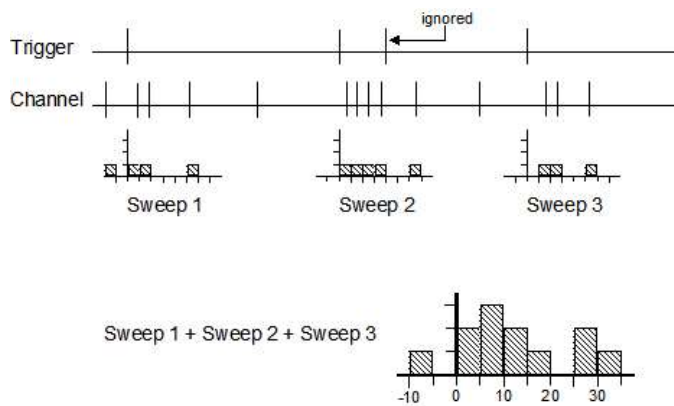 ignored
Trigger
Channel
Sweep 1 Sweep 2 Sweep 3
Sweep 1 + Sweep 2 + Sweep 3
-10 0 10 20 30